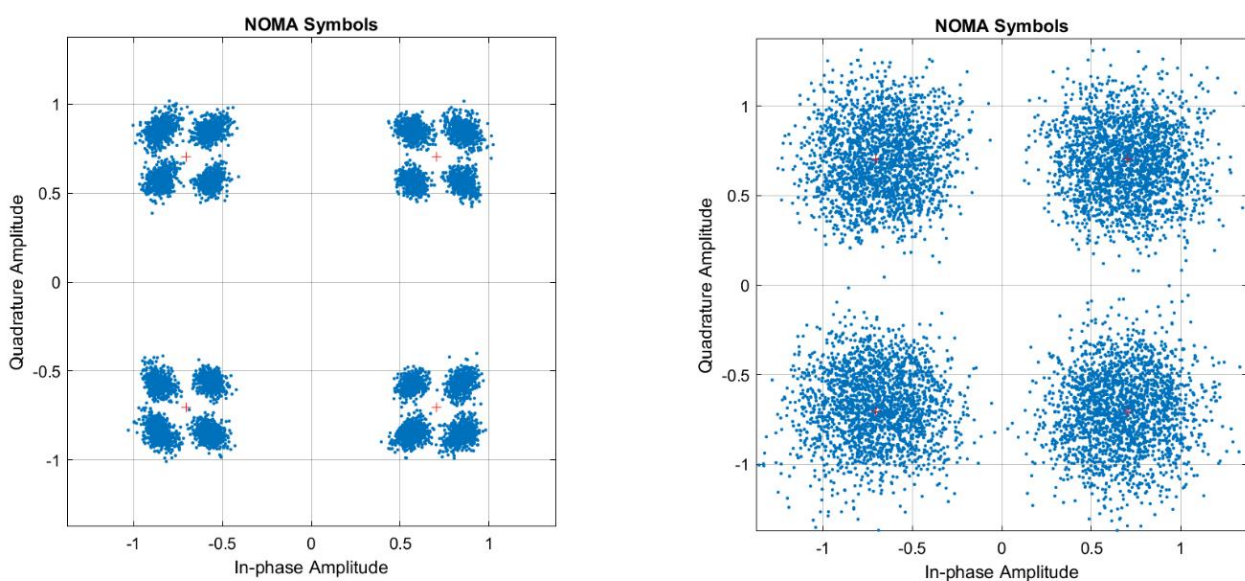 NOMA Symbols
1
0.5
0
-0.5
-1
Quadrature Amplitude
-1 -0.5 0 0.5 1
In-phase Amplitude
NOMA Symbols
1
0.5
0
-0.5
-1
Quadrature Amplitude
-1 -0.5 0 0.5 1
In-phase Amplitude